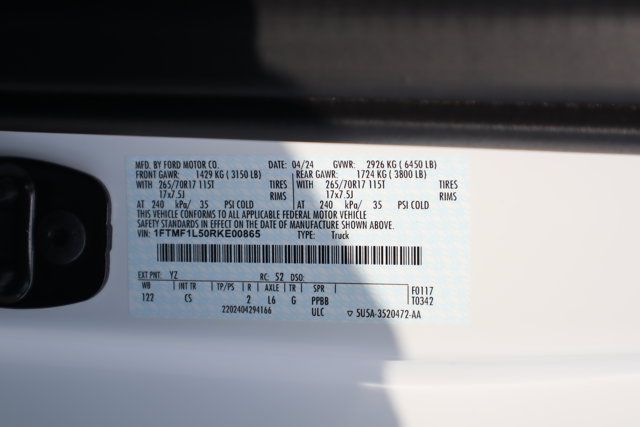 MFD. BY FORD MOTOR CO. DATE: 04/24 GVWR: 2926 KG ( 6450 LB)
FRONT GAWR: 1429 KG ( 3150 LB) REAR GAWR: 1724 KG ( 3800 LB)
WITH 265/70R17 115T TIRES WITH 265/70R17 115T TIRES
17x7.5J RIMS 17x7.5J RIMS
AT 240 kPa/ 35 PSI COLD AT 240 kPa/ 35 PSI COLD
THIS VEHICLE CONFORMS TO ALL APPLICABLE FEDERAL MOTOR VEHICLE
SAFETY STANDARDS IN EFFECT ON THE DATE OF MANUFACTURE SHOWN ABOVE.
VIN: 1FTMF1L50RKE00865 TYPE: Truck
EXT PNT: YZ RC: 52 DSO:
WB INT TR TP/PS R AXLE TR SPR F0117
122 CS 2 L6 G PPBB T0342
2202404294166 ULC ▽ 5U5A-3520472-AA